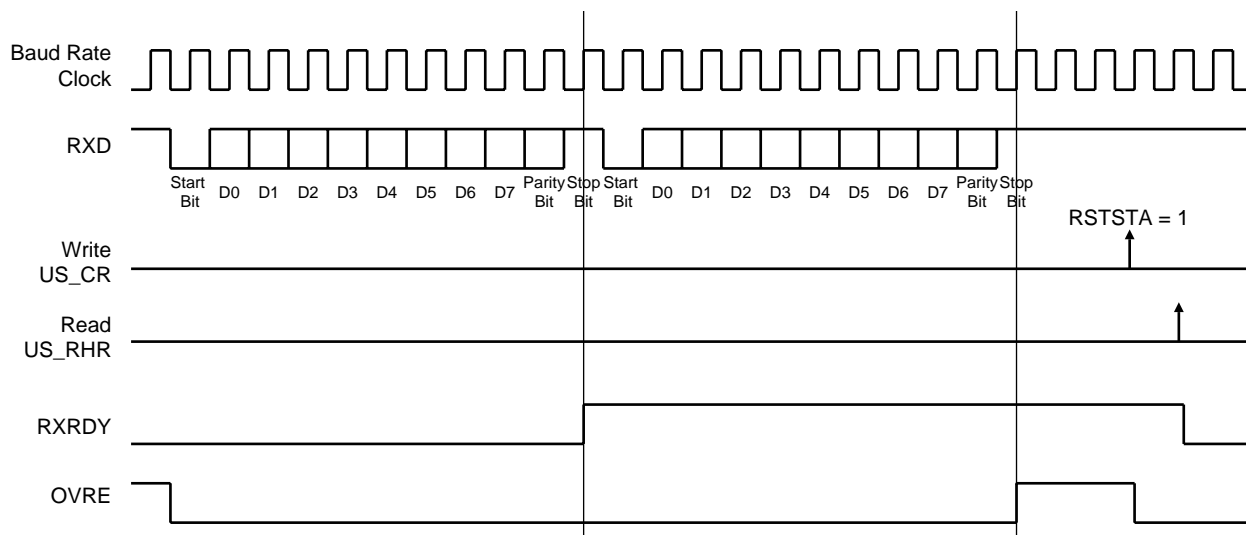 Baud Rate
Clock
RXD
Start
Bit
D0
D1
D2
D3
D4
D5
D6
D7
Parity
Bit
Stop
Bit
Start
Bit
D0
D1
D2
D3
D4
D5
D6
D7
Parity
Bit
Stop
Bit
RSTSTA = 1
Write
US_CR
Read
US_RHR
RXRDY
OVRE